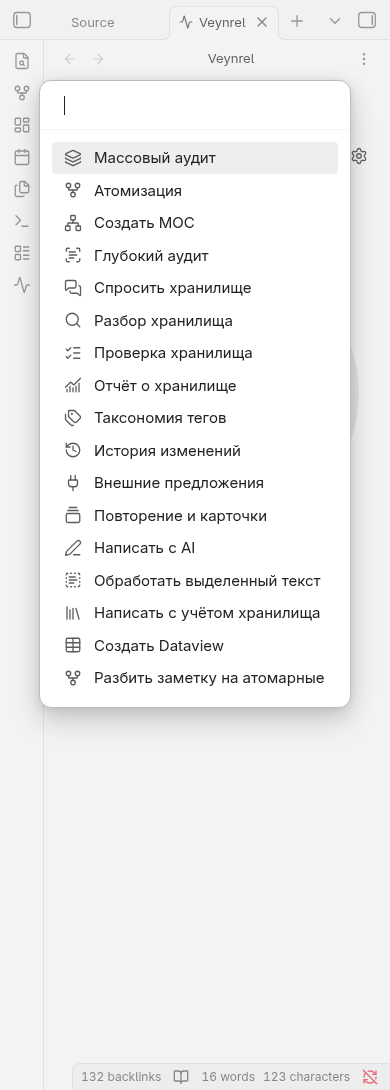 Source
Veynrel
Veynrel
Массовый аудит
Атомизация
Создать MOC
Глубокий аудит
Спросить хранилище
Разбор хранилища
Проверка хранилища
Отчёт о хранилище
Таксономия тегов
История изменений
Внешние предложения
Повторение и карточки
Написать с AI
Обработать выделенный текст
Написать с учётом хранилища
Создать Dataview
Разбить заметку на атомарные
132 backlinks 16 words 123 characters